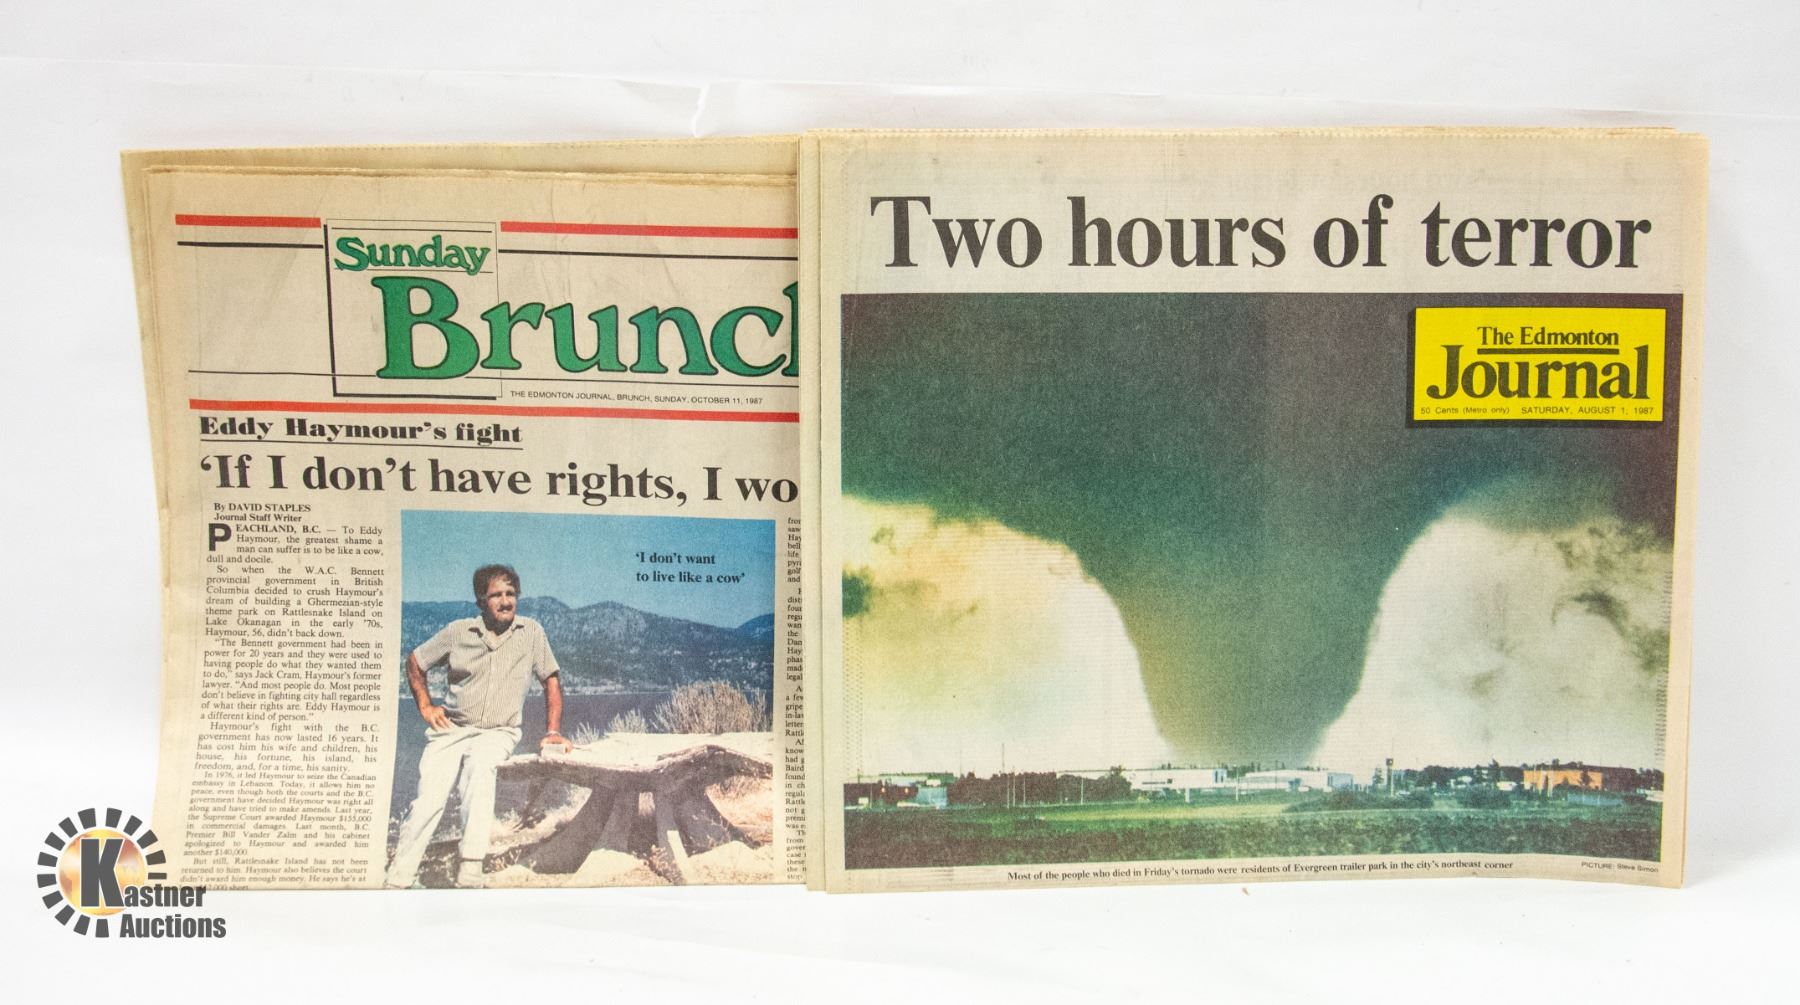 Sunday
Brunc
THE EDMONTON JOURNAL, BRUNCH, SUNDAY, OCTOBER 11, 1987
Eddy Haymour's fight
'If I don't have rights, I wo
By DAVID STAPLES
Journal Staff Writer
PEACHLAND, B.C. — To Eddy
Haymour, the greatest shame a
man can suffer is to be like a cow,
dull and docile.
So when the W.A.C. Bennett
provincial government in British
Columbia decided to crush Haymour's
dream of building a Ghermezian-style
theme park on Rattlesnake Island on
Lake Okanagan in the early '70s,
Haymour, 56, didn't back down.
"The Bennett government had been in
power for 20 years and they were used to
having people do what they wanted them
to do," says Jack Cram, Haymour's former
lawyer. "And most people do. Most people
don't believe in fighting city hall regardless
of what their rights are. Eddy Haymour is
a different kind of person."
Haymour's fight with the B.C.
government has now lasted 16 years. It
has cost him his wife and children, his
house, his fortune, his island, his
freedom, and, for a time, his sanity.
In 1976, it led Haymour to seize the Canadian
embassy in Lebanon. Today, it allows him no
peace, even though both the courts and the B.C.
government have decided Haymour was right all
along and have tried to make amends. Last year,
the Supreme Court awarded Haymour $155,000
in commercial damages. Last month, B.C.
Premier Bill Vander Zalm and his cabinet
apologized to Haymour and awarded him
another $140,000.
But still, Rattlesnake Island has not been
returned to him. Haymour also believes the court
didn't award him enough money. He says he's at
'I don't want
to live like a cow'
Two hours of terror
The Edmonton
Journal
50 Cents (Metro only) SATURDAY, AUGUST 1, 1987
Most of the people who died in Friday's tornado were residents of Evergreen trailer park in the city's northeast corner
PICTURE: Steve Simon
Kastner
Auctions